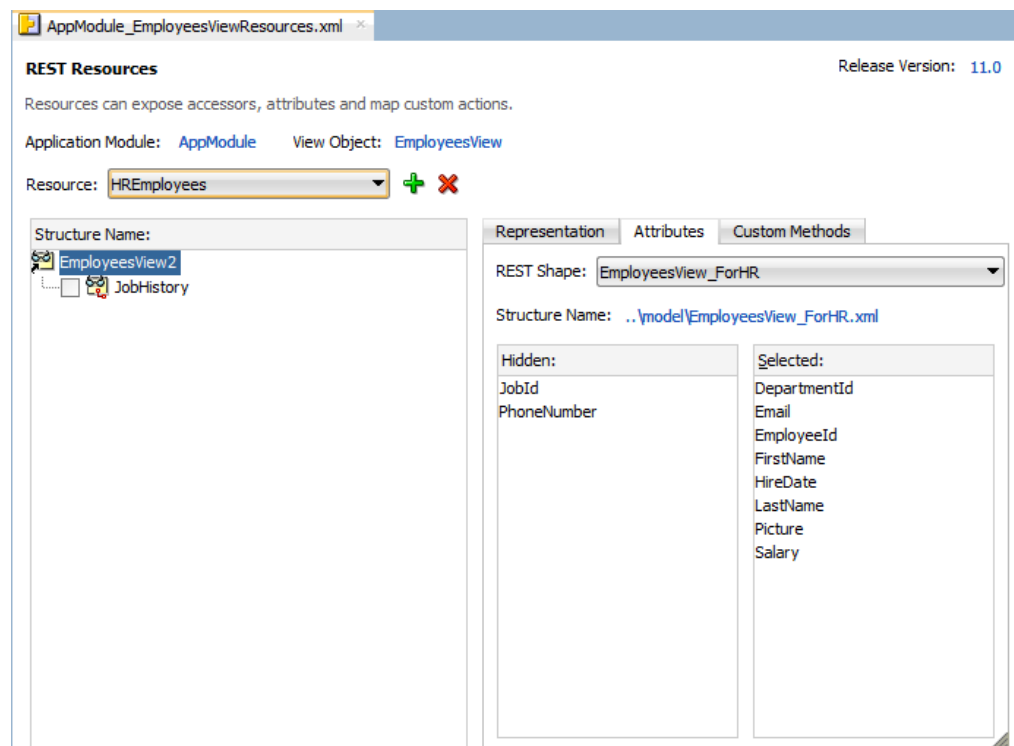 AppModule_EmployeesViewResources.xml
REST Resources
Release Version: 11.0
Resources can expose accessors, attributes and map custom actions.
Application Module: AppModule View Object: EmployeesView
Resource: HREmployees
Structure Name:
EmployeesView2
JobHistory
Representation Attributes Custom Methods
REST Shape: EmployeesView_ForHR
Structure Name: ..\model\EmployeesView_ForHR.xml
Hidden:
JobId
PhoneNumber
Selected:
DepartmentId
Email
EmployeeId
FirstName
HireDate
LastName
Picture
Salary